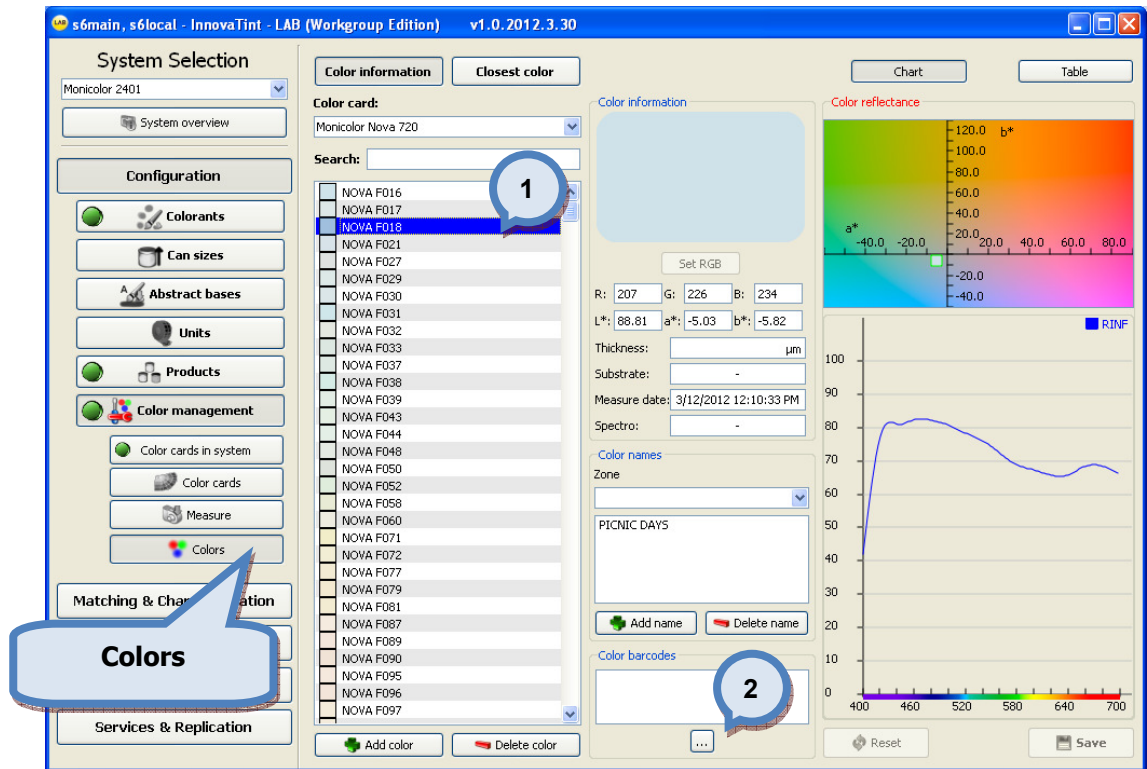 s6main, s6local - InnovaTint - LAB (Workgroup Edition) v1.0.2012.3.30
System Selection
Monicolor 2401
System overview
Configuration
Colorants
Can sizes
Abstract bases
Units
Products
Color management
Color cards in system
Color cards
Measure
Colors
Matching & Cha
ation
Colors
Services & Replication
Color information
Closest color
Color card:
Monicolor Nova 720
Search:
1
NOVA F016
NOVA F017
NOVA F018
NOVA F021
NOVA F027
NOVA F029
NOVA F030
NOVA F031
NOVA F032
NOVA F033
NOVA F037
NOVA F038
NOVA F039
NOVA F043
NOVA F044
NOVA F048
NOVA F050
NOVA F052
NOVA F058
NOVA F060
NOVA F071
NOVA F072
NOVA F077
NOVA F079
NOVA F081
NOVA F087
NOVA F089
NOVA F090
NOVA F095
NOVA F096
NOVA F097
Add color
Delete color
Color information
Set RGB
R: 207 G: 226 B: 234
L*: 88.81 a*: -5.03 b*: -5.82
Thickness: µm
Substrate: -
Measure date: 3/12/2012 12:10:33 PM
Spectro: -
Color names
Zone
PICNIC DAYS
Add name
Delete name
Color barcodes
2
...
Chart
Table
Color reflectance
120.0 b*
100.0
80.0
60.0
40.0
20.0
a*
-40.0 -20.0 20.0 40.0 60.0 80.0
-20.0
-40.0
RINF
100
90
80
70
60
50
40
30
20
10
0
400 460 520 580 640 700
Reset
Save